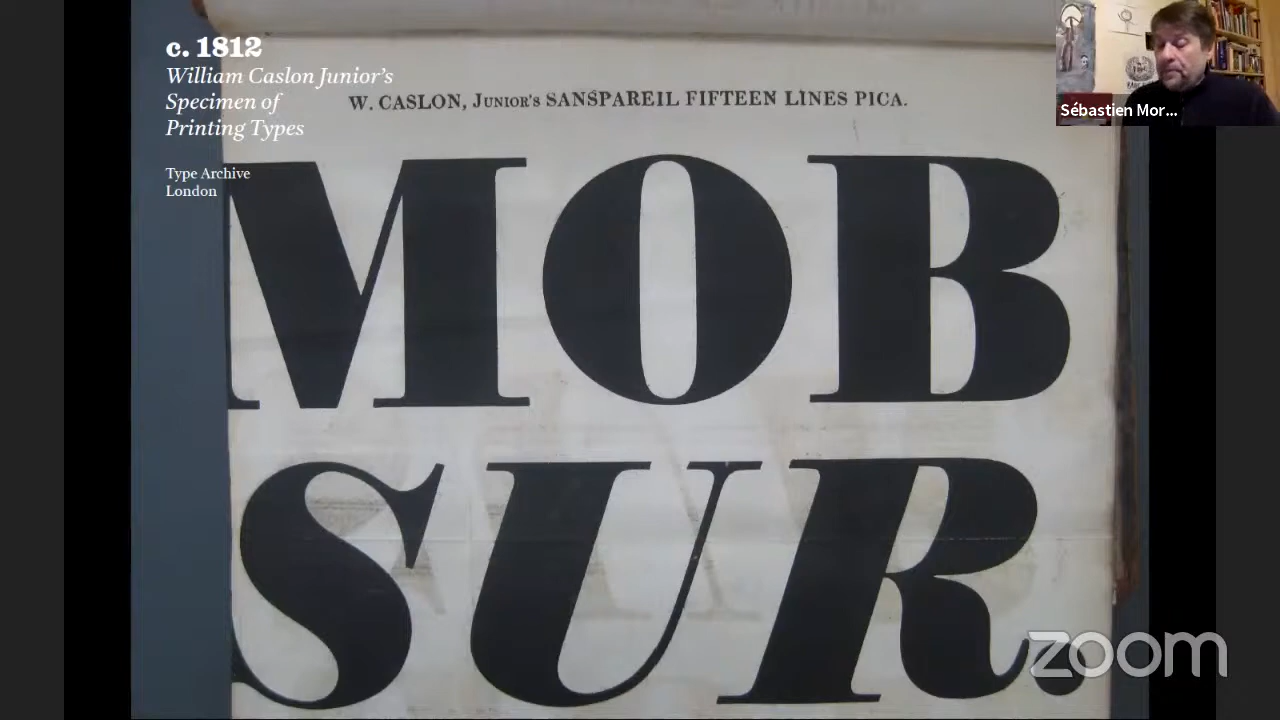 c. 1812
William Caslon Junior's
Specimen of
Printing Types
Type Archive
London
W. CASLON, JUNIOR'S SANSPAREIL FIFTEEN LINES PICA.
MOB
SUR.
Sébastien Mor...
zoom